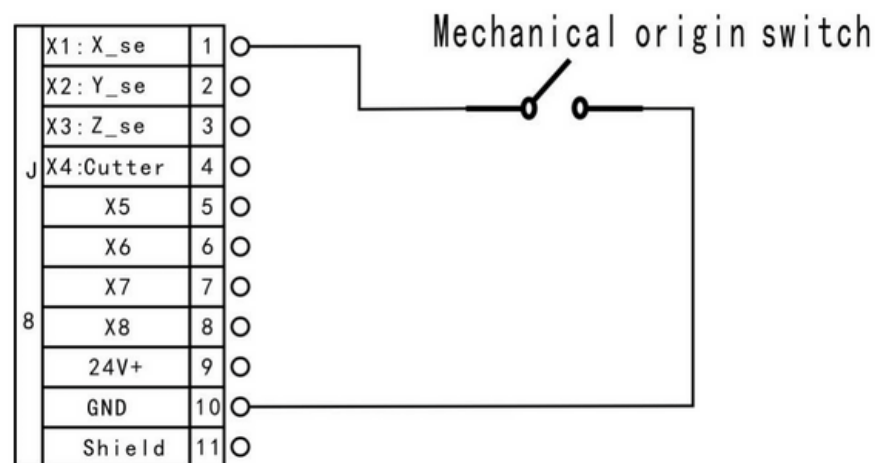 Mechanical origin switch
J8
X1: X_se 1
X2: Y_se 2
X3: Z_se 3
X4:Cutter 4
X5 5
X6 6
X7 7
X8 8
24V+ 9
GND 10
Shield 11